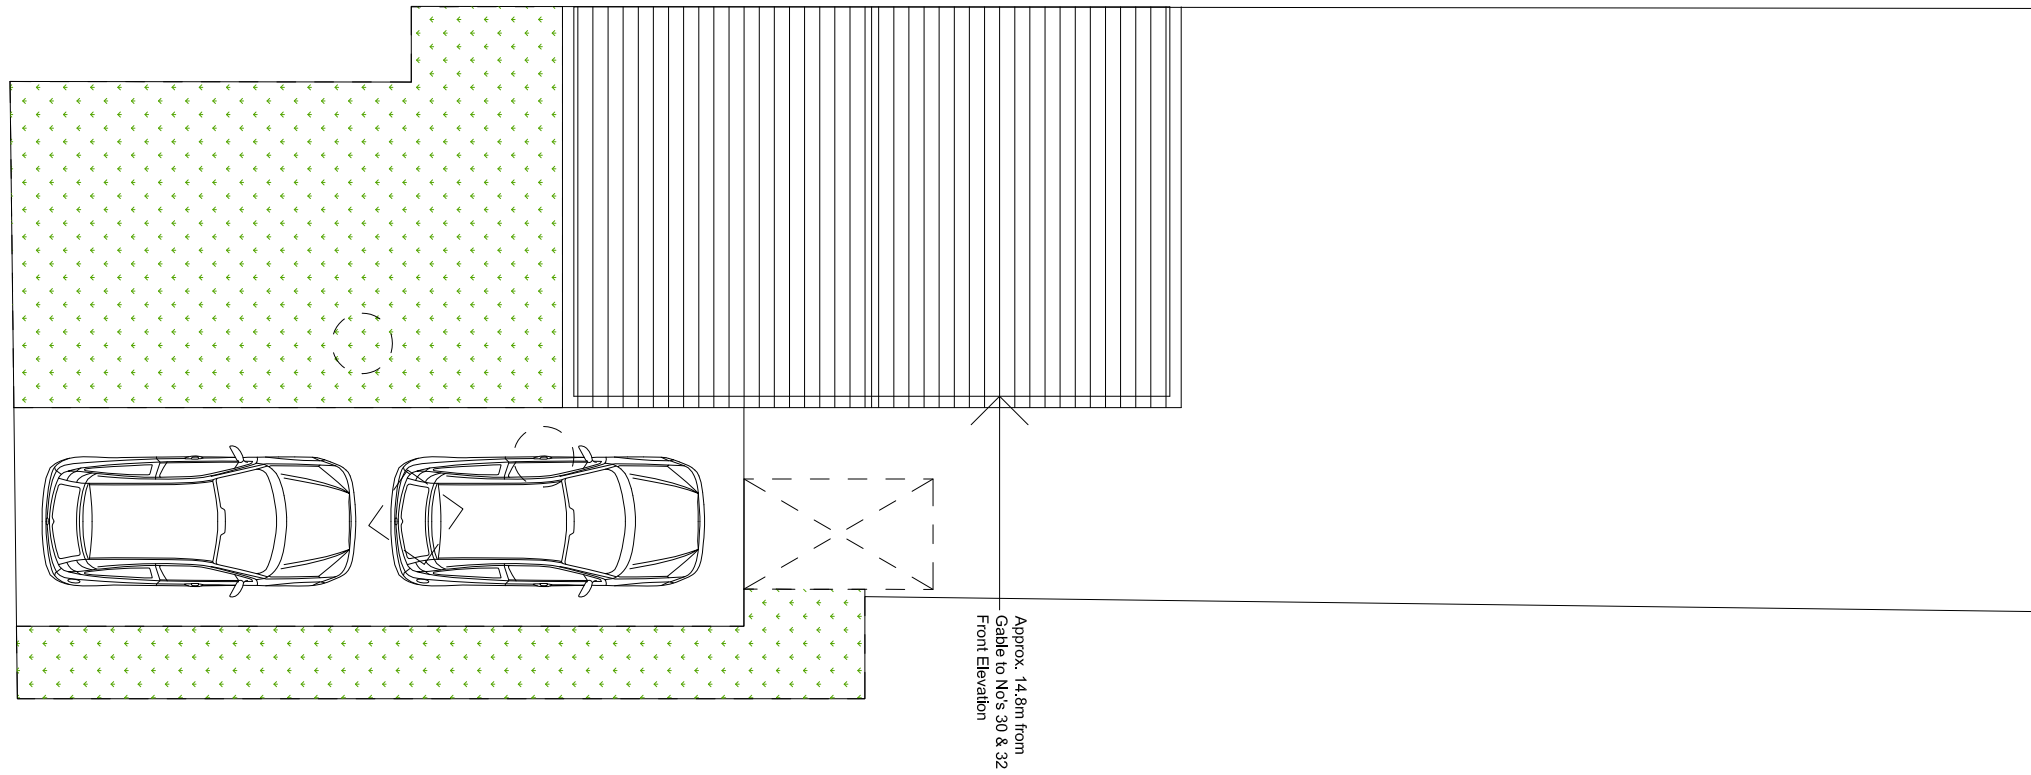 Approx. 14.8m from
Gable to No's 30 & 32
Front Elevation